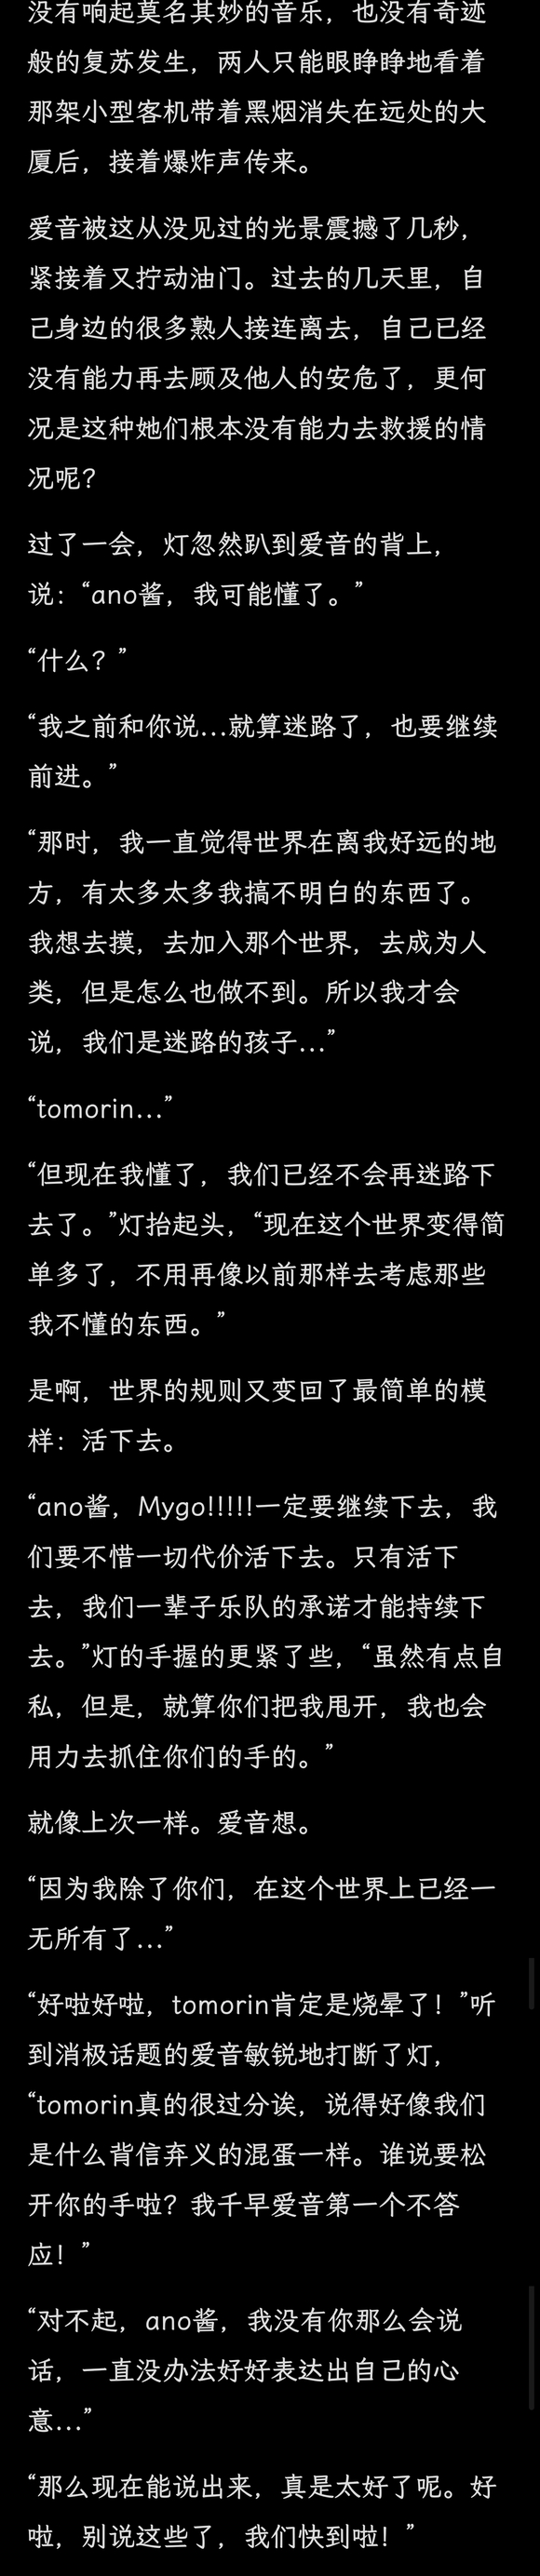 没有响起莫名其妙的音乐，也没有奇迹
般的复苏发生，两人只能眼睁睁地看着
那架小型客机带着黑烟消失在远处的大
厦后，接着爆炸声传来。
爱音被这从没见过的光景震撼了几秒，
紧接着又拧动油门。过去的几天里，自
己身边的很多熟人接连离去，自己已经
没有能力再去顾及他人的安危了，更何
况是这种她们根本没有能力去救援的情
况呢？
过了一会，灯忽然趴到爱音的背上，
说：“ano酱，我可能懂了。”
“什么？”
“我之前和你说...就算迷路了，也要继续
前进。”
“那时，我一直觉得世界在离我好远的地
方，有太多太多我搞不明白的东西了。
我想去摸，去加入那个世界，去成为人
类，但是怎么也做不到。所以我才会
说，我们是迷路的孩子...”
“tomorin...”
“但现在我懂了，我们已经不会再迷路下
去了。”灯抬起头，“现在这个世界变得简
单多了，不用再像以前那样去考虑那些
我不懂的东西。”
是啊，世界的规则又变回了最简单的模
样：活下去。
“ano酱，Mygo!!!!!一定要继续下去，我
们要不惜一切代价活下去。只有活下
去，我们一辈子乐队的承诺才能持续下
去。”灯的手握的更紧了些，“虽然有点自
私，但是，就算你们把我甩开，我也会
用力去抓住你们的手的。”
就像上次一样。爱音想。
“因为我除了你们，在这个世界上已经一
无所有了...”
“好啦好啦，tomorin肯定是烧晕了！”听
到消极话题的爱音敏锐地打断了灯，
“tomorin真的很过分诶，说得好像我们
是什么背信弃义的混蛋一样。谁说要松
开你的手啦？我千早爱音第一个不答
应！”
“对不起，ano酱，我没有你那么会说
话，一直没办法好好表达出自己的心
意...”
“那么现在能说出来，真是太好了呢。好
啦，别说这些了，我们快到啦！”